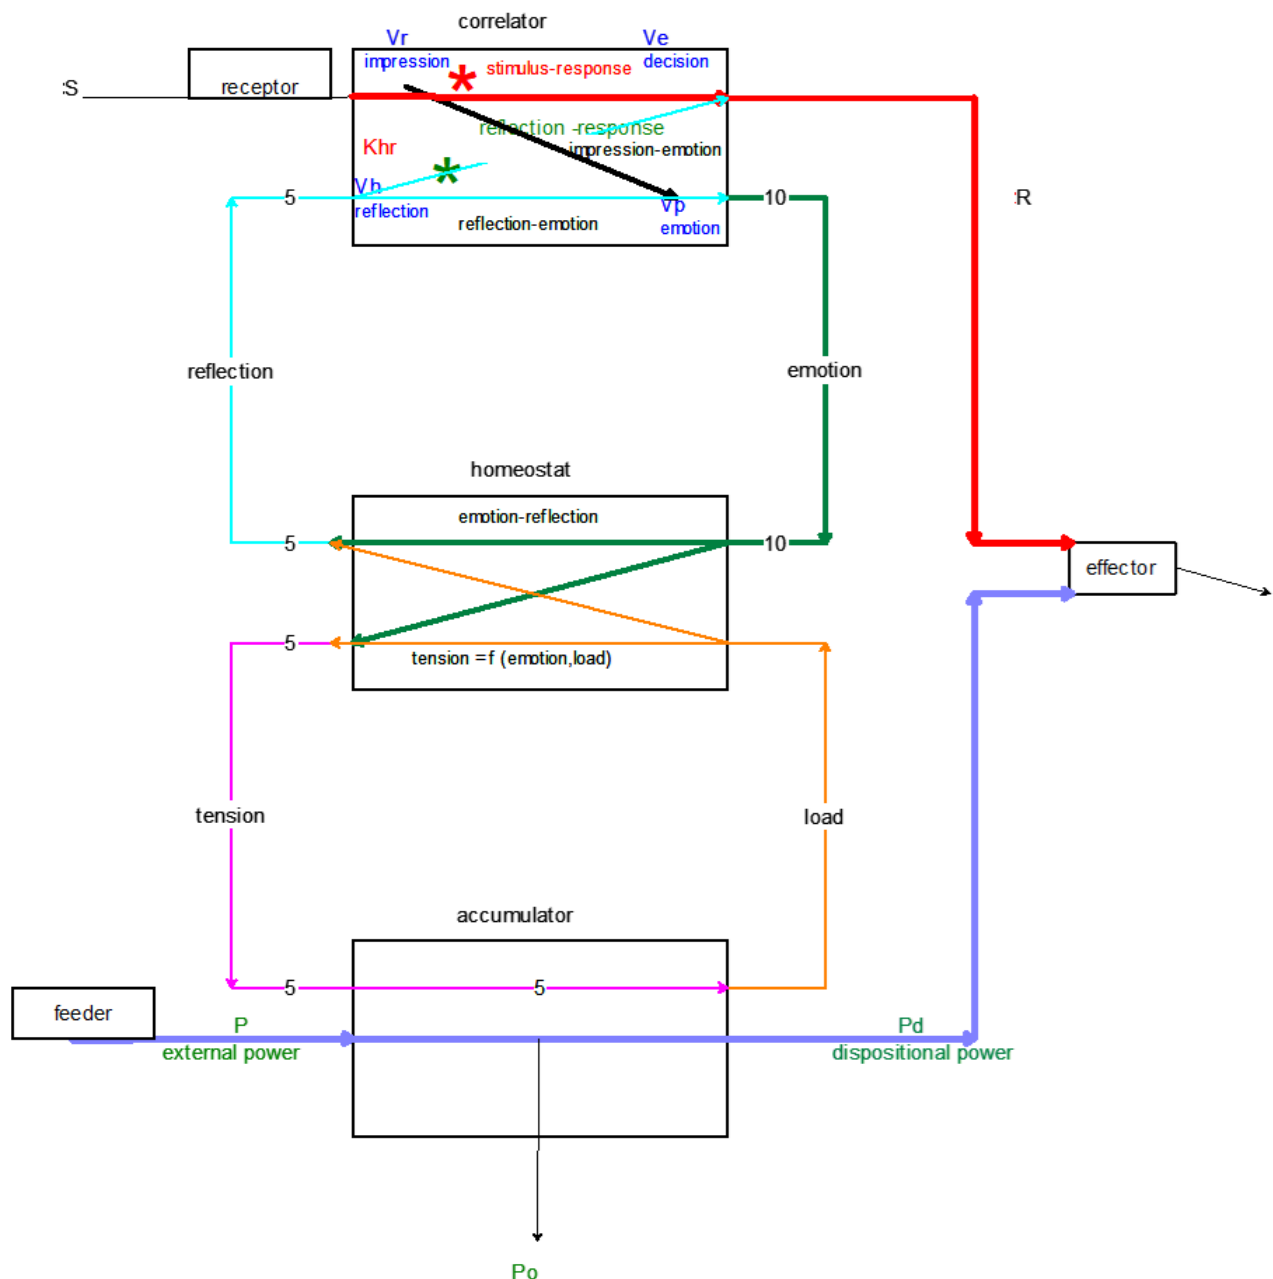 correlator
Vr
Ve
impression
stimulus-response
decision
:S
receptor
*
reflection -response
impression-emotion
Khr
*
Vh
5
10
:R
reflection
vp
reflection-emotion
emotion
reflection
emotion
homeostat
emotion-reflection
5
10
effector
5
tension =f (emotion,load)
tension
load
accumulator
5
5
feeder
P
Pd
external power
dispositional power
Po